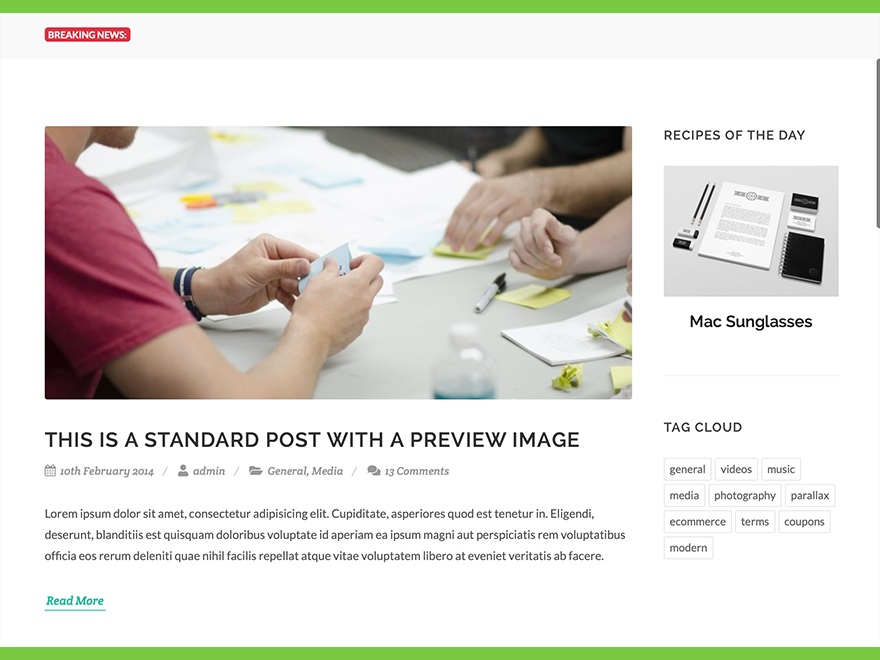 BREAKING NEWS:
THIS IS A STANDARD POST WITH A PREVIEW IMAGE
10th February 2014 / admin / General, Media / 13 Comments
Lorem ipsum dolor sit amet, consectetur adipisicing elit. Cupiditate, asperiores quod est tenetur in. Eligendi,
deserunt, blanditiis est quisquam doloribus voluptate id aperiam ea ipsum magni aut perspiciatis rem voluptatibus
officia eos rerum deleniti quae nihil facilis repellat atque vitae voluptatem libero at eveniet veritatis ab facere.
Read More
RECIPES OF THE DAY
Mac Sunglasses
TAG CLOUD
general videos music
media photography parallax
ecommerce terms coupons
modern